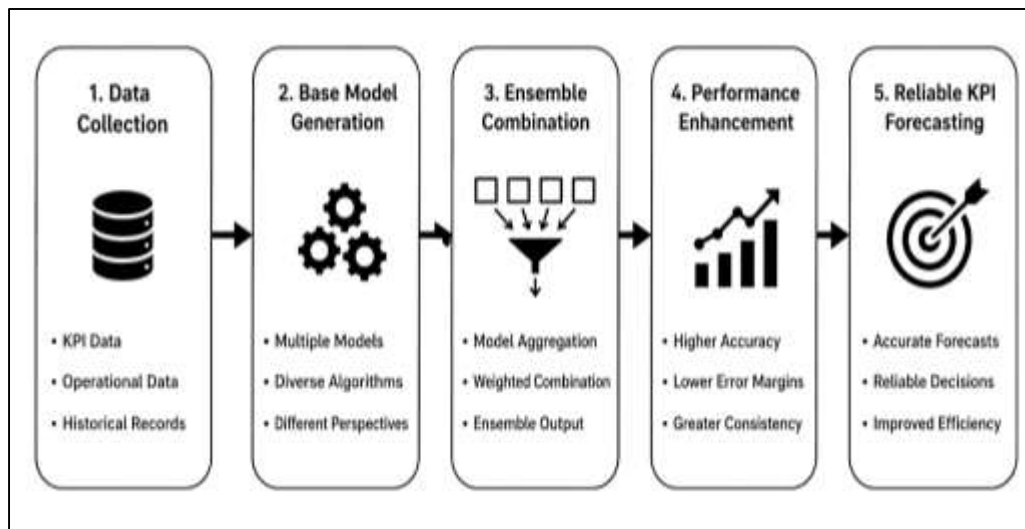 1. Data
Collection
• KPI Data
• Operational Data
• Historical Records
2. Base Model
Generation
• Multiple Models
• Diverse Algorithms
• Different Perspectives
3. Ensemble
Combination
• Model Aggregation
• Weighted Combination
• Ensemble Output
4. Performance
Enhancement
• Higher Accuracy
• Lower Error Margins
• Greater Consistency
5. Reliable KPI
Forecasting
• Accurate Forecasts
• Reliable Decisions
• Improved Efficiency